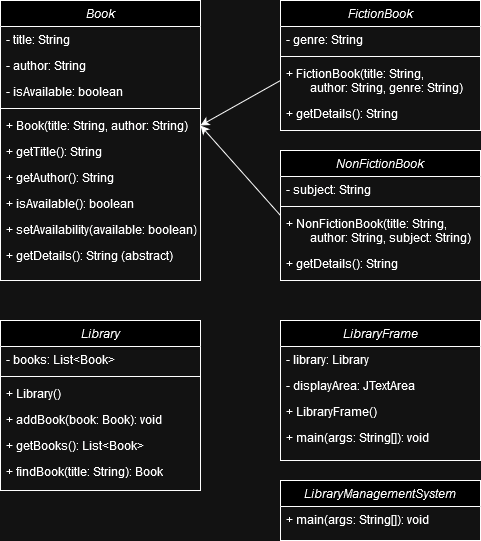 Book
- title: String
- author: String
- isAvailable: boolean
+ Book(title: String, author: String)
+ getTitle(): String
+ getAuthor(): String
+ isAvailable(): boolean
+ setAvailability(available: boolean)
+ getDetails(): String (abstract)
FictionBook
- genre: String
+ FictionBook(title: String,
author: String, genre: String)
+ getDetails(): String
NonFictionBook
- subject: String
+ NonFictionBook(title: String,
author: String, subject: String)
+ getDetails(): String
Library
- books: List<Book>
+ Library()
+ addBook(book: Book): void
+ getBooks(): List<Book>
+ findBook(title: String): Book
LibraryFrame
- library: Library
- displayArea: JTextArea
+ LibraryFrame()
+ main(args: String[]): void
LibraryManagementSystem
+ main(args: String[]): void